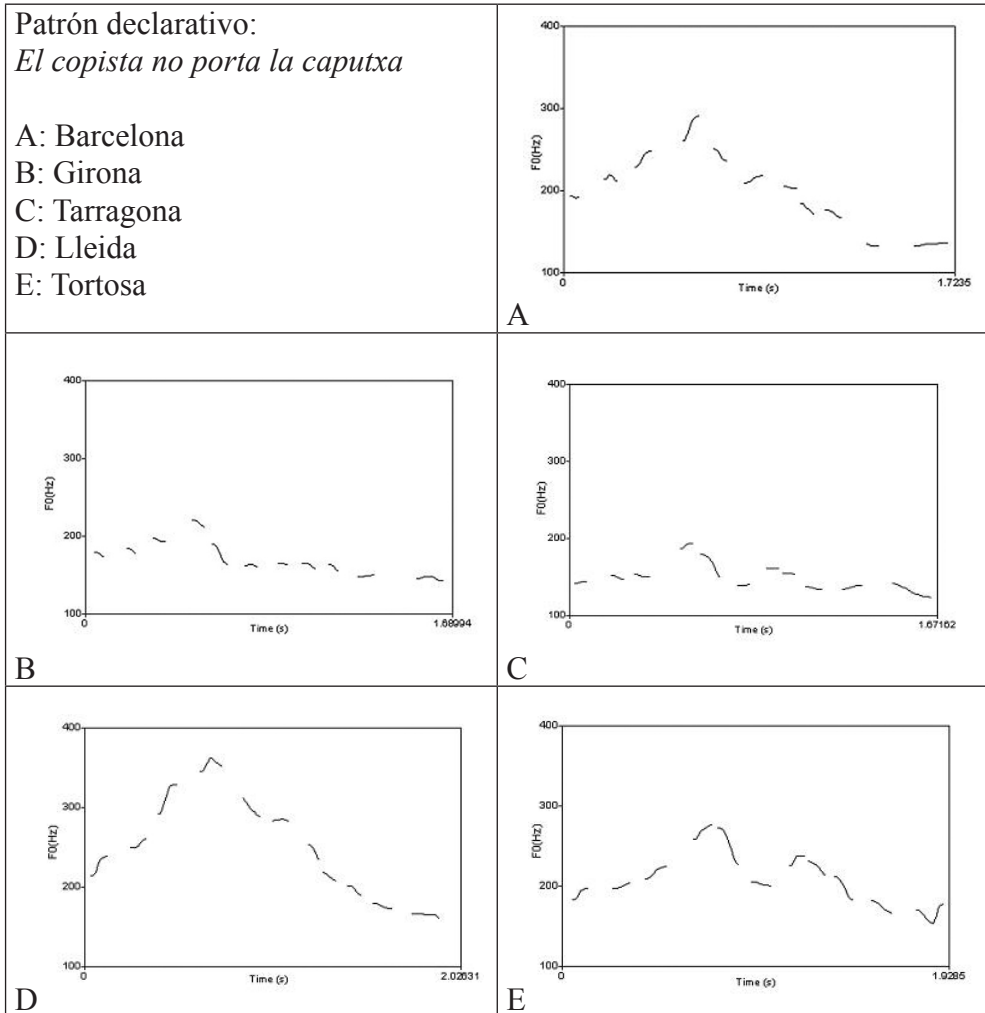 Patrón declarativo:
El copista no porta la caputxa
A: Barcelona
B: Girona
C: Tarragona
D: Lleida
E: Tortosa
400
300
200
100
F0(Hz)
0
Time (s)
1.7235
A
400
300
200
100
F0(Hz)
0
Time (s)
1.68994
B
400
300
200
100
F0(Hz)
0
Time (s)
1.67162
C
400
300
200
100
F0(Hz)
0
Time (s)
2.02031
D
400
300
200
100
F0(Hz)
0
Time (s)
1.9285
E